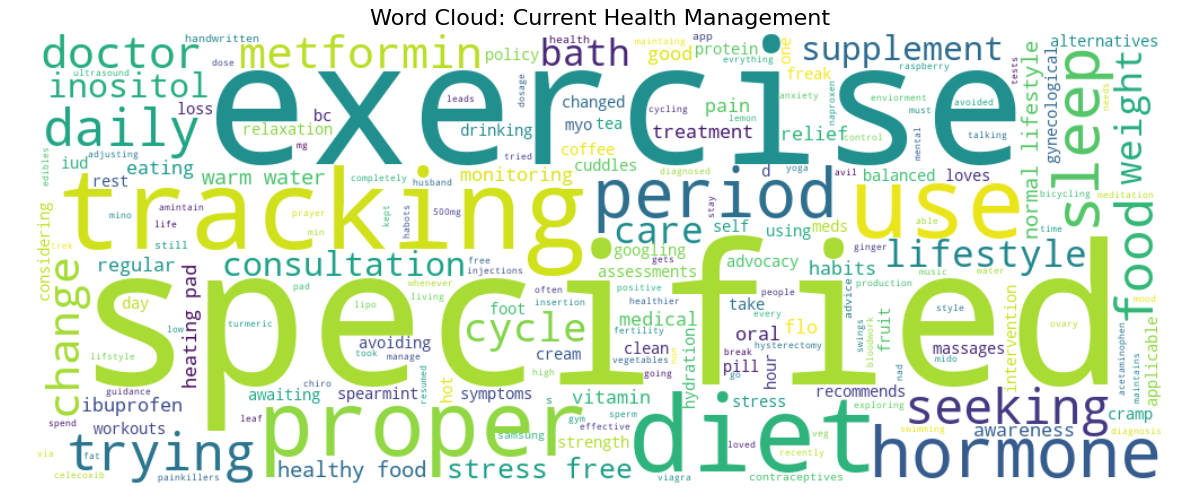 Word Cloud: Current Health Management
handwritten
health
maintaing
app
doctor
metformin
policy
bath
good
protein
one
supplement
alternatives
ultrasound
dose
evrything
freak
raspberry
inositol
exercise
daily
loss
bc
relaxation
mg
leads
drinking
dosage
changed
myo
tea
cycling
pain
treatment
lemon
anxiety
naproxen
relief
enviorment
control
avoided
must
mental
talking
tests
normal lifestyle
gynecological
sleep
needs
weight
edibles
iud
adjusting
eating
tried
coffee
cuddles
diagnosed
d
yoga
avil
balanced
loves
rest
warm water
completely
husband
monitoring
bicycling
meditation
time
tracking
amintain
mino
life
still
prayer
min
kept
habots
500mg
period
stay
use
able
care
self
using
meds
ginger
music
water
considering
trek
regular
heating pad
consultation
free
injections
gets
googling
assessments
advocacy
habits
lifestyle
food
change
day
low
turmeric
pad
lipo
whenever
living
often
insertion
foot
positive
healthier
medical
people
every
take
advice
production
style
mood
specified
lifstyle
guidance
avoiding
took
manage
cycle
cream
fertility
clean
vegetables
going
hydration
oral
pill
break
go
hysterectomy
hour
flo
swings
bloodwork
fruit
mido
massages
intervention
ovary
applicable
acetaminophen
maintains
ibuprofen
chiro
awaiting
spearmint
resumed
hot
symptoms
high
s
vitamin
man
stress
recommends
exploring
nad
seeking
cramp
spend
workouts
leaf
proper
samsung
gym
effective
sperm
strength
diet
loved
veg
recently
swimming
awareness
diagnosis
via
trying
fat
celecoxib
painkillers
healthy food
stress free
viagra
contraceptives
hormone